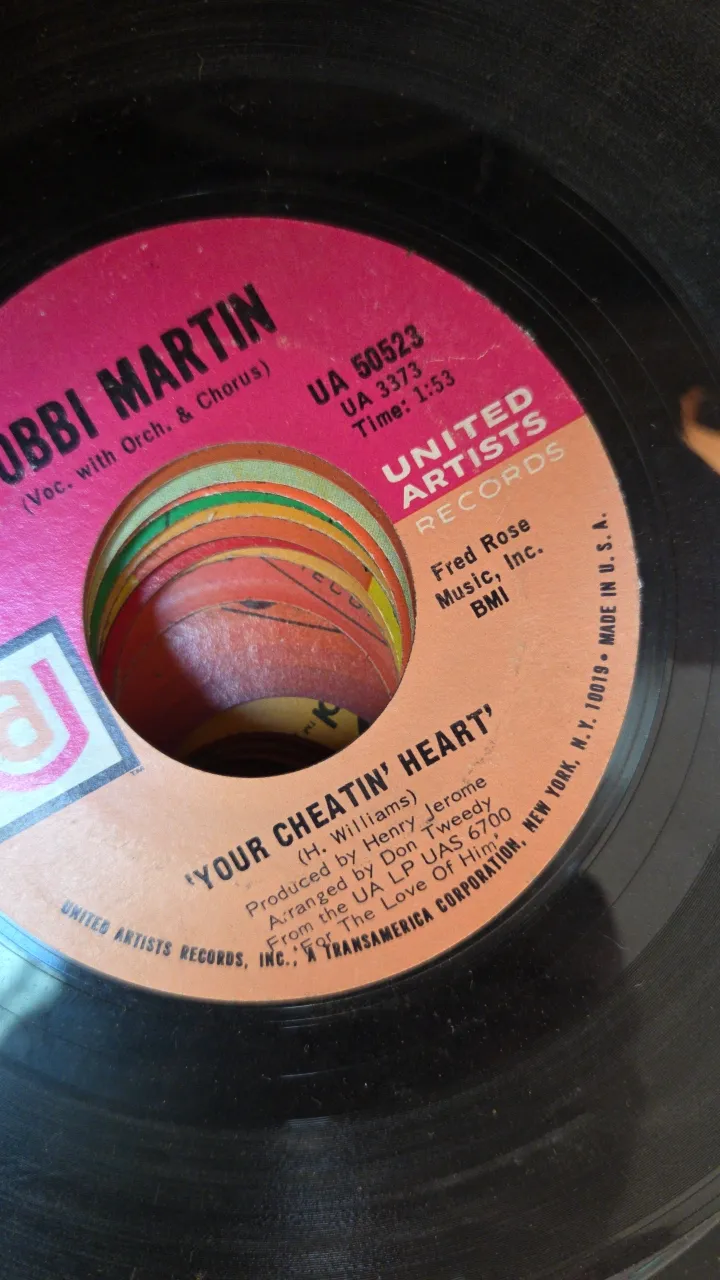 OBBI MARTIN
(Voc. with Orch. & Chorus)
UA 50523
UA 3373
Time: 1:53
UNITED
ARTISTS
RECORDS
Fred Rose
Music, Inc.
BMI
'YOUR CHEATIN' HEART'
(H. Williams)
Produced by Henry Jerome
Arranged by Don Tweedy
From the UA LP UAS 6700
'For The Love Of Him'
UNITED ARTISTS RECORDS, INC., A TRANSAMERICA CORPORATION, NEW YORK, N.Y. 10019 • MADE IN U.S.A.
TM